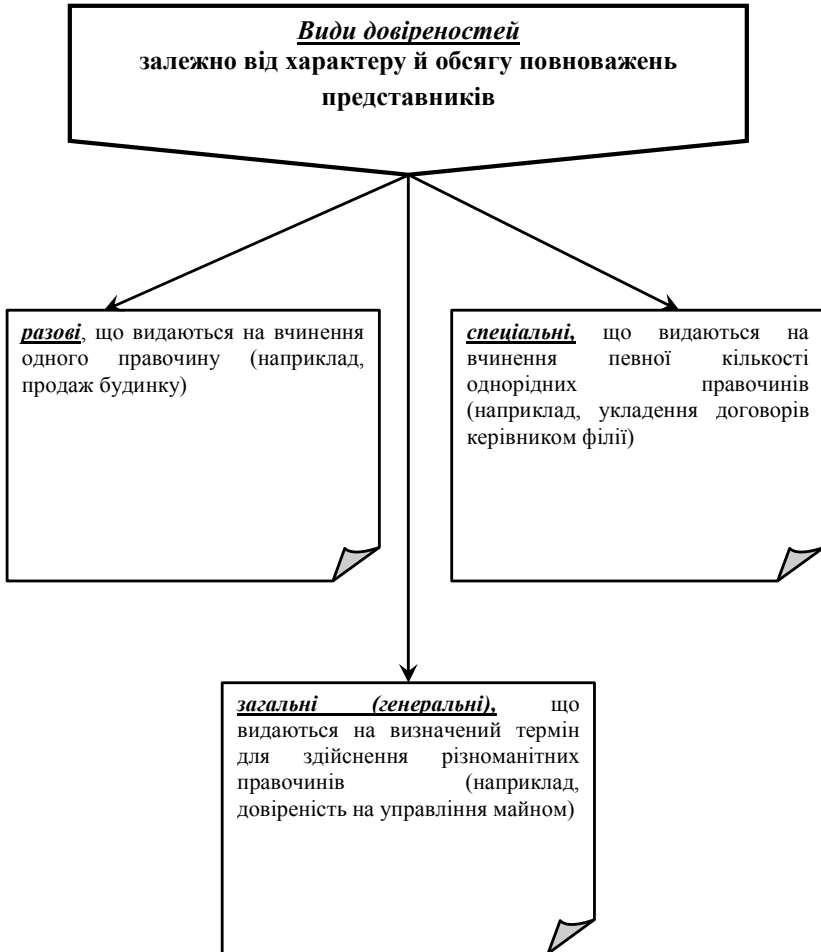 Види довіреностей
залежно від характеру й обсягу повноважень
представників
разові, що видаються на вчинення
одного правочину (наприклад,
продаж будинку)
спеціальні, що видаються на
вчинення певної кількості
однорідних правочинів
(наприклад, укладення договорів
керівником філії)
загальні (генеральні), що
видаються на визначений термін
для здійснення різноманітних
правочинів (наприклад,
довіреність на управління майном)